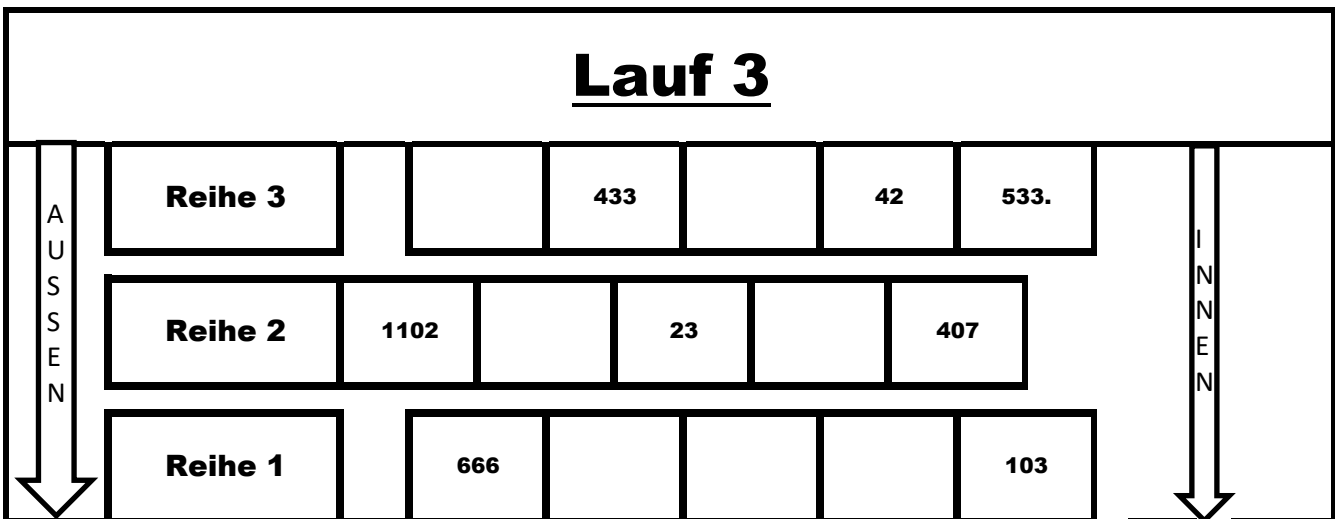 Lauf 3
AUSSEN
Reihe 3 433 42 533.
Reihe 2 1102 23 407
Reihe 1 666 103
INNEN